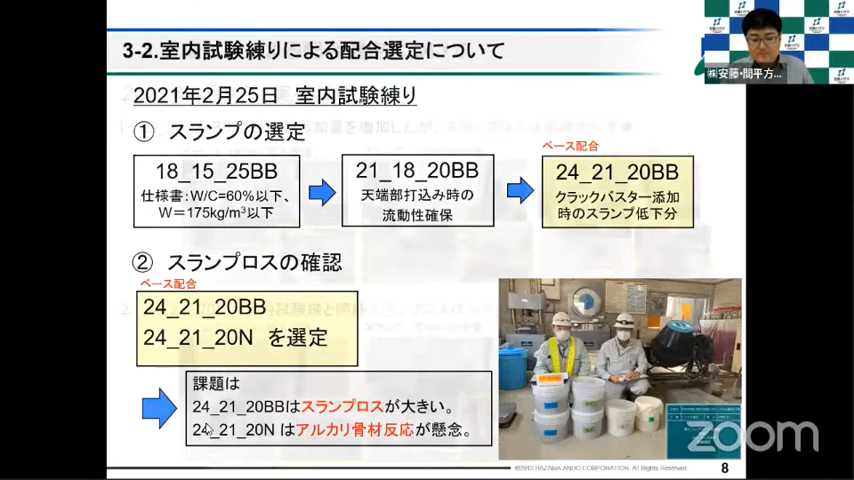 3-2.室内試験練りによる配合選定について
㈱安藤・間平方...
2021年2月25日　室内試験練り
① スランプの選定
18_15_25BB
仕様書：W/C=60%以下、
W＝175kg/m³以下
21_18_20BB
天端部打込み時の
流動性確保
ベース配合
24_21_20BB
クラックバスター添加
時のスランプ低下分
② スランプロスの確認
ベース配合
24_21_20BB
24_21_20N を選定
課題は
24_21_20BBはスランプロスが大きい。
24_21_20N はアルカリ骨材反応が懸念。
zoom
©2013 HAZAMA ANDO CORPORATION. All Rights Reserved
8